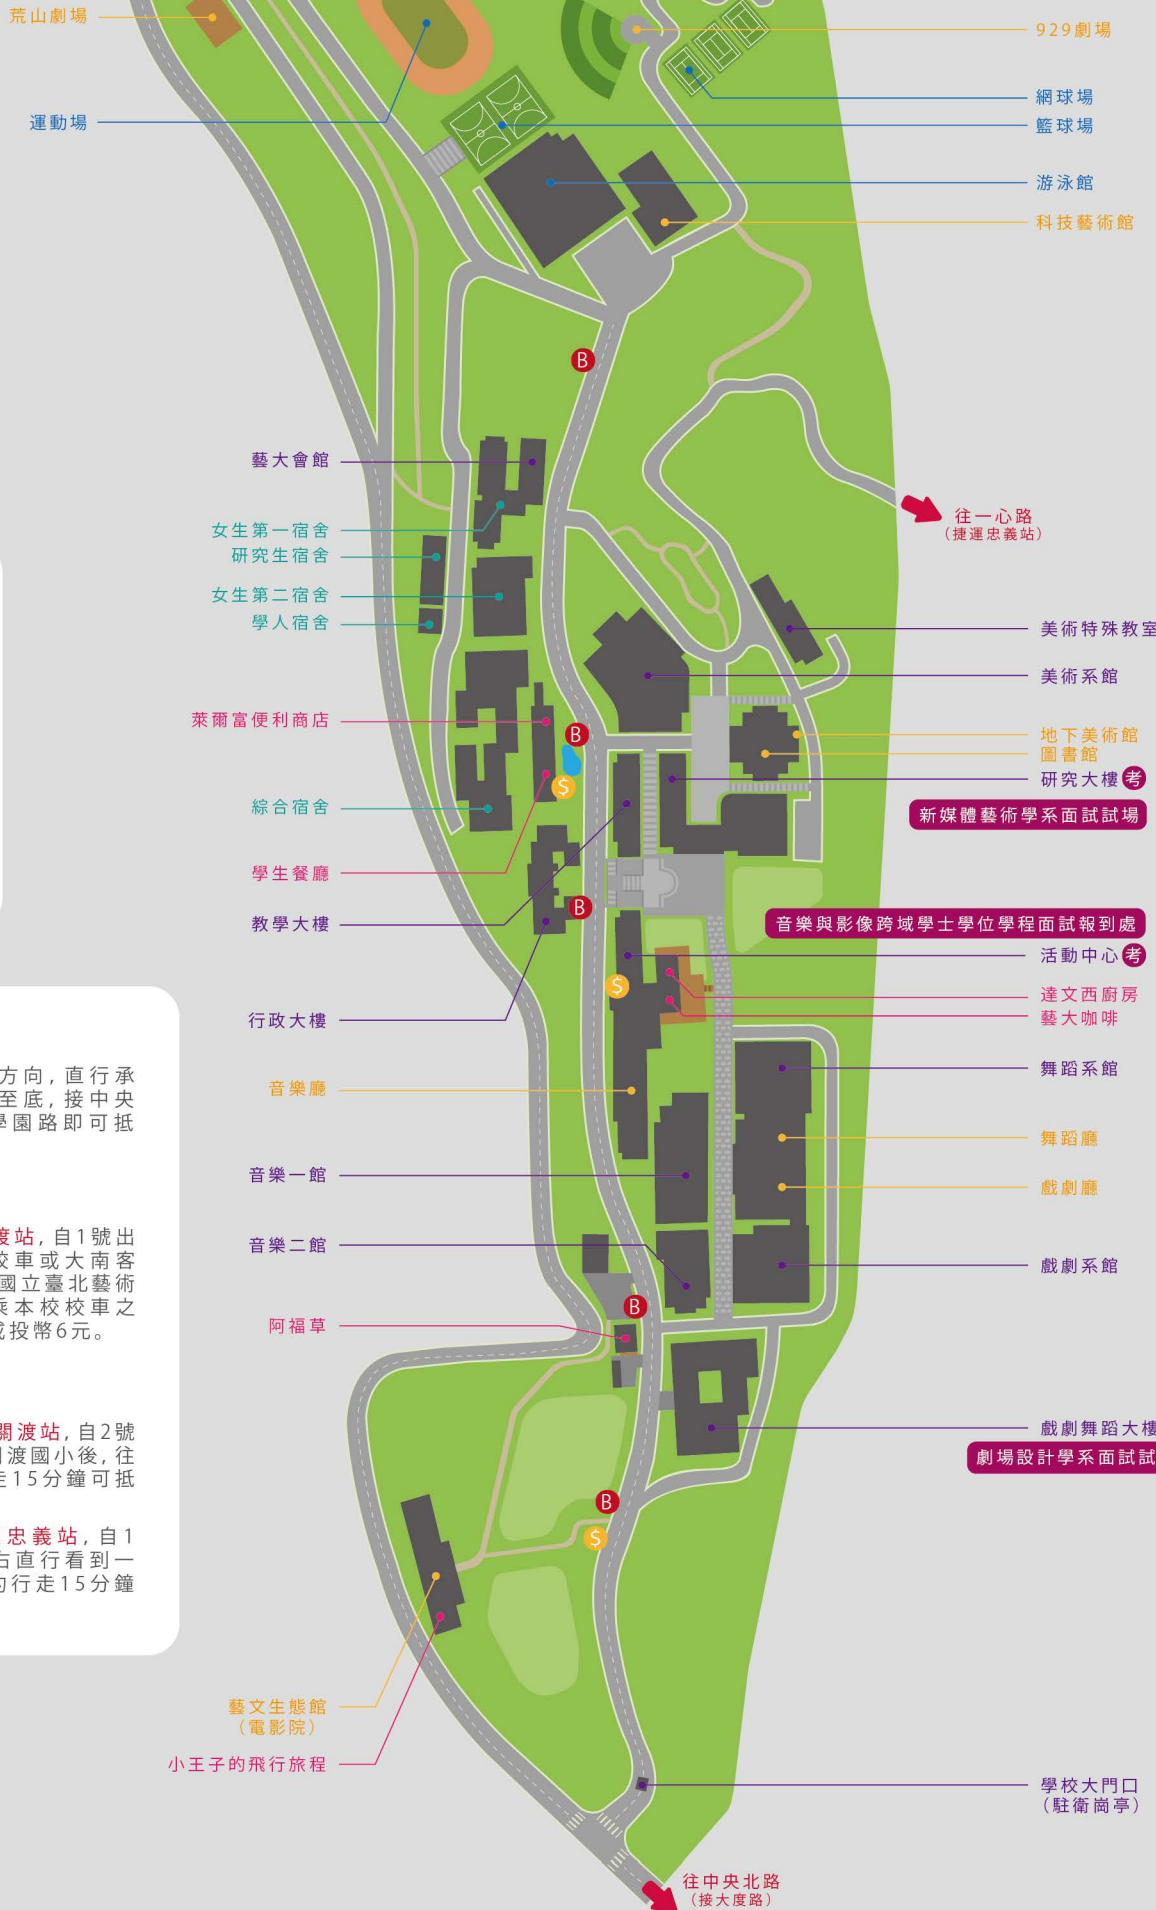 荒山劇場
運動場
929劇場
網球場
籃球場
游泳館
科技藝術館
B
藝大會館
女生第一宿舍
研究生宿舍
女生第二宿舍
學人宿舍
往一心路
(捷運忠義站)
美術特殊教室
美術系館
萊爾富便利商店
B
地下美術館
圖書館
$
研究大樓 考
新媒體藝術學系面試試場
綜合宿舍
學生餐廳
教學大樓
B
音樂與影像跨域學士學位學程面試報到處
活動中心 考
$
達文西廚房
藝大咖啡
行政大樓
音樂廳
舞蹈系館
舞蹈廳
戲劇廳
音樂一館
音樂二館
戲劇系館
B
阿福草
戲劇舞蹈大樓
劇場設計學系面試試
B
$
藝文生態館
(電影院)
小王子的飛行旅程
學校大門口
(駐衛崗亭)
往中央北路
(接大度路)
方向, 直行承
至底, 接中央
學園路即可抵
渡站, 自1號出
校車或大南客
國立臺北藝術
乘本校校車之
或投幣6元。
關渡站, 自2號
渡國小後, 往
走15分鐘可抵
忠義站, 自1
右直行看到一
約行走15分鐘